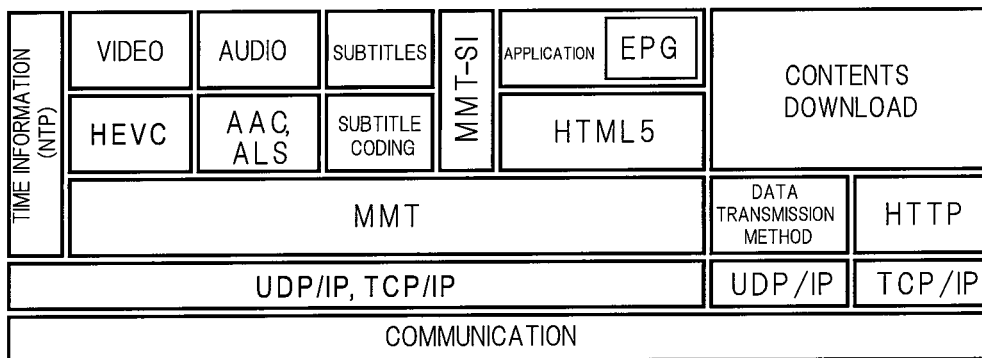 TIME INFORMATION
(NTP)
VIDEO
AUDIO
SUBTITLES
MMT-SI
APPLICATION
EPG
CONTENTS
DOWNLOAD
HEVC
AAC,
ALS
SUBTITLE
CODING
HTML5
MMT
DATA
TRANSMISSION
METHOD
HTTP
UDP/IP, TCP/IP
UDP/IP
TCP/IP
COMMUNICATION